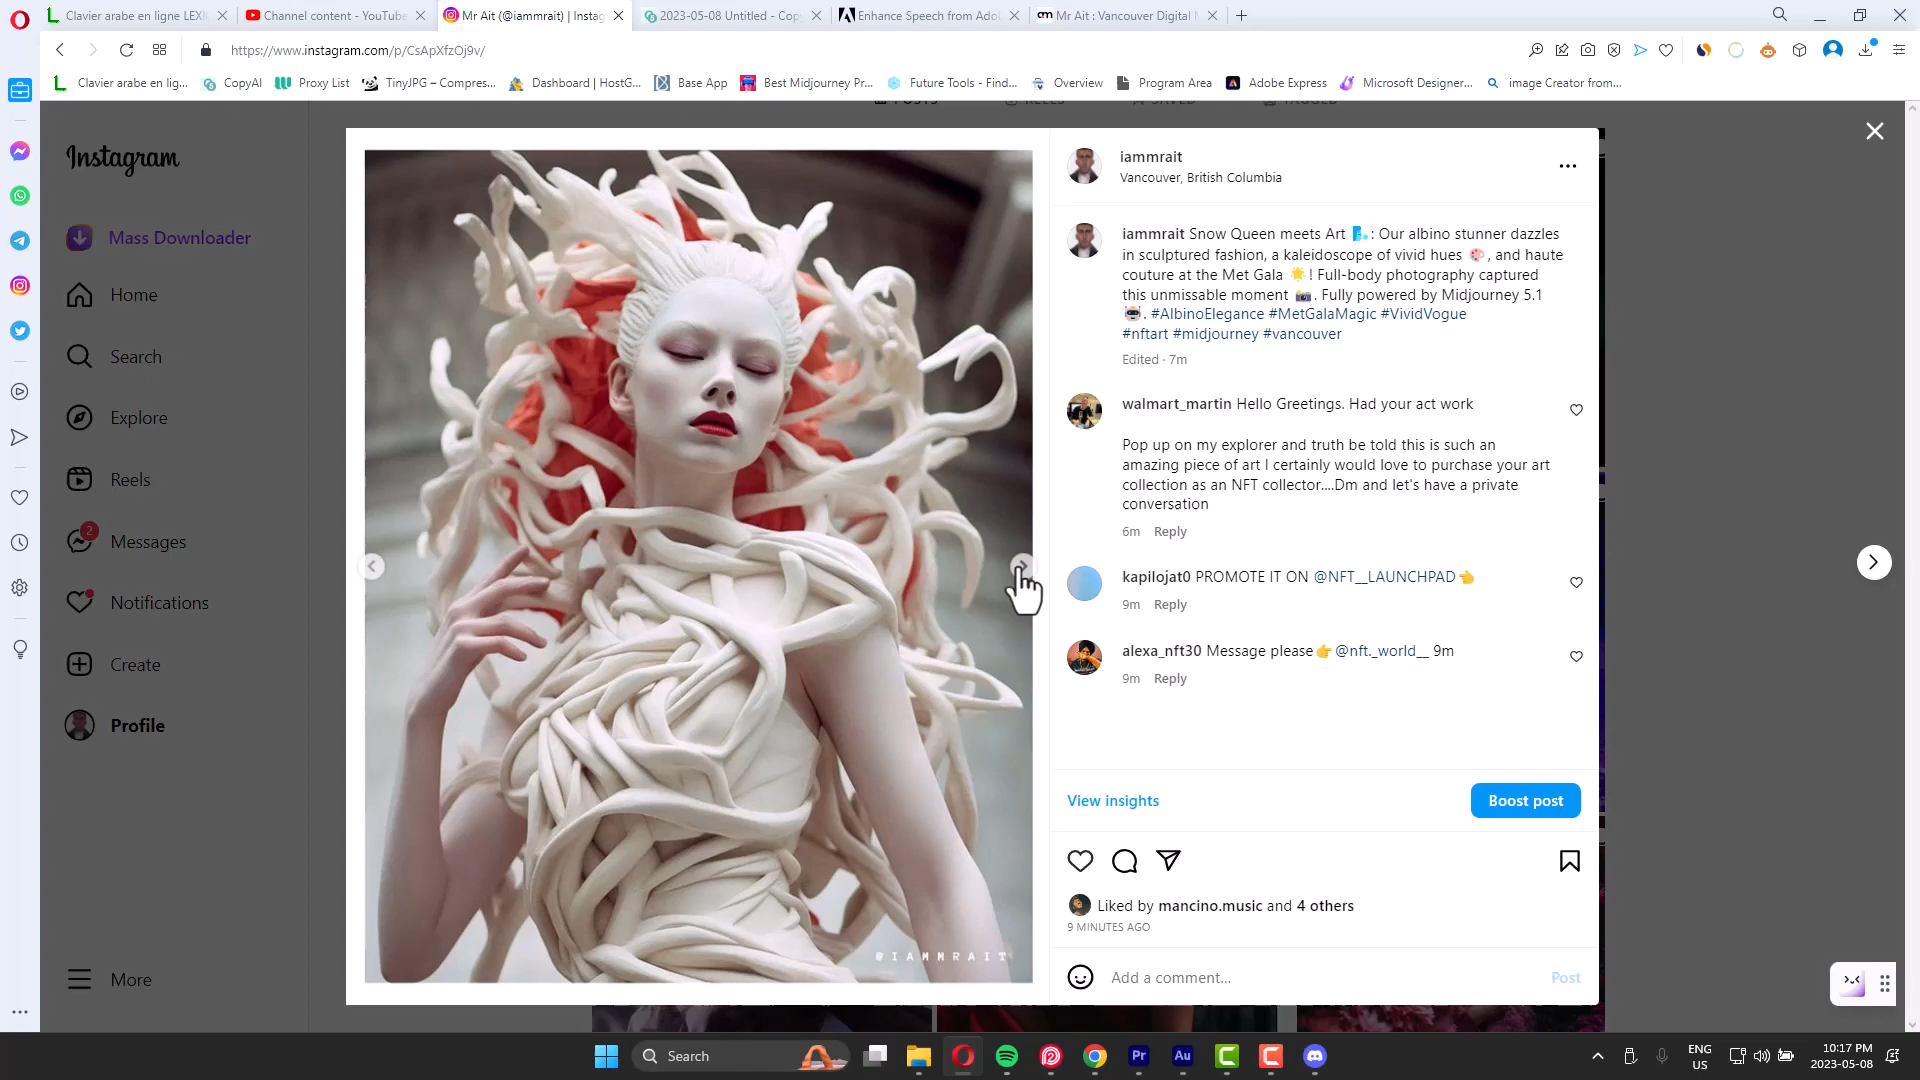 Clavier arabe en ligne LEXI
Channel content - YouTube
Mr Ait (@iammrait) | Instag
2023-05-08 Untitled - Copy
Enhance Speech from Ado
Mr Ait : Vancouver Digital
https://www.instagram.com/p/CsApXfzOj9v/
Clavier arabe en lig...
CopyAI
Proxy List
TinyJPG – Compres...
Dashboard | HostG...
Base App
Best Midjourney Pr...
Future Tools - Find...
Overview
Program Area
Adobe Express
Microsoft Designer...
image Creator from...
POSTS
REELS
SAVED
TAGGED
Instagram
Mass Downloader
Home
Search
Explore
Reels
2
Messages
Notifications
Create
Profile
More
@IAMMRAIT
iammrait
Vancouver, British Columbia
iammrait Snow Queen meets Art 🌬️: Our albino stunner dazzles
in sculptured fashion, a kaleidoscope of vivid hues 🎨, and haute
couture at the Met Gala 🌟! Full-body photography captured
this unmissable moment 📸. Fully powered by Midjourney 5.1
🤖. #AlbinoElegance #MetGalaMagic #VividVogue
#nftart #midjourney #vancouver
Edited · 7m
walmart_martin Hello Greetings. Had your act work
Pop up on my explorer and truth be told this is such an
amazing piece of art I certainly would love to purchase your art
collection as an NFT collector....Dm and let's have a private
conversation
6m Reply
kapilojat0 PROMOTE IT ON @NFT__LAUNCHPAD👈
9m Reply
alexa_nft30 Message please👉@nft._world__ 9m
9m Reply
View insights
Boost post
Liked by mancino.music and 4 others
9 MINUTES AGO
Add a comment...
Post
Search
Pr
Au
ENG
US
10:17 PM
2023-05-08